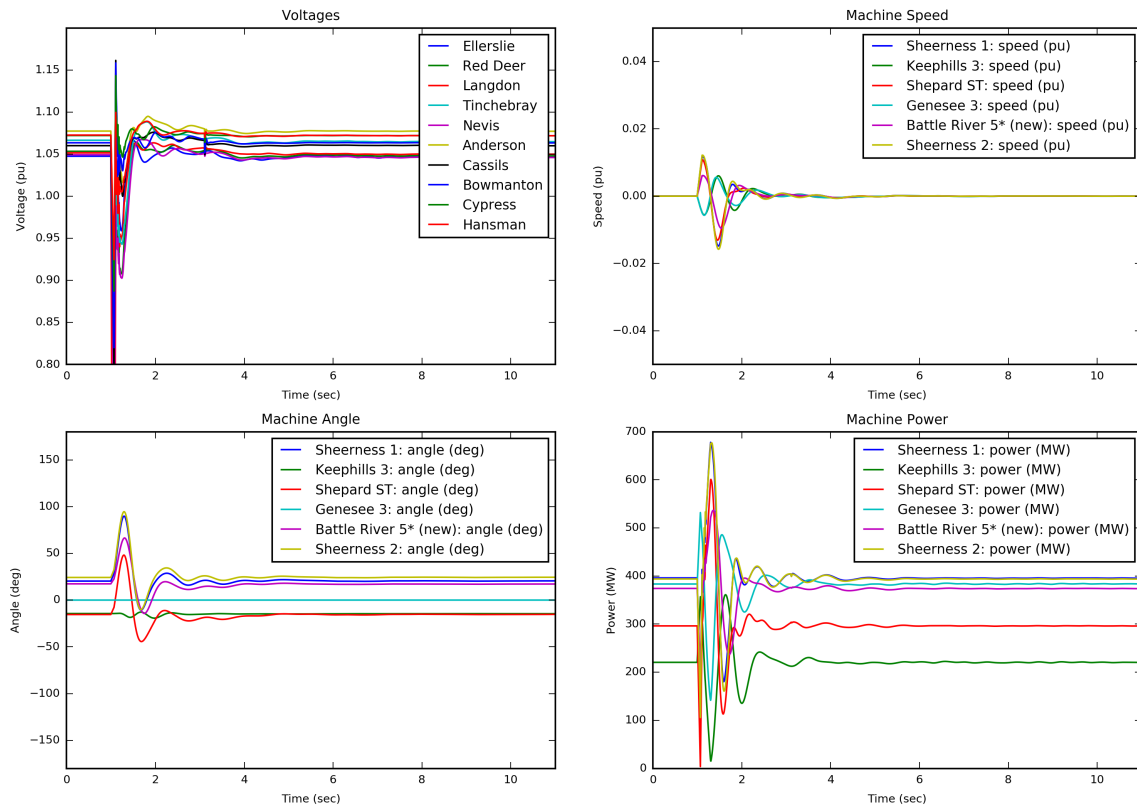 Voltages
1.15
1.10
1.05
1.00
0.95
0.90
0.85
0.80
Voltage (pu)
0
2
4
6
8
10
Time (sec)
Ellerslie
Red Deer
Langdon
Tinchebray
Nevis
Anderson
Cassils
Bowmanton
Cypress
Hansman
Machine Speed
0.04
0.02
0.00
−0.02
−0.04
Speed (pu)
0
2
4
6
8
10
Time (sec)
Sheerness 1: speed (pu)
Keephills 3: speed (pu)
Shepard ST: speed (pu)
Genesee 3: speed (pu)
Battle River 5* (new): speed (pu)
Sheerness 2: speed (pu)
Machine Angle
150
100
50
0
−50
−100
−150
Angle (deg)
0
2
4
6
8
10
Time (sec)
Sheerness 1: angle (deg)
Keephills 3: angle (deg)
Shepard ST: angle (deg)
Genesee 3: angle (deg)
Battle River 5* (new): angle (deg)
Sheerness 2: angle (deg)
Machine Power
700
600
500
400
300
200
100
0
Power (MW)
0
2
4
6
8
10
Time (sec)
Sheerness 1: power (MW)
Keephills 3: power (MW)
Shepard ST: power (MW)
Genesee 3: power (MW)
Battle River 5* (new): power (MW)
Sheerness 2: power (MW)